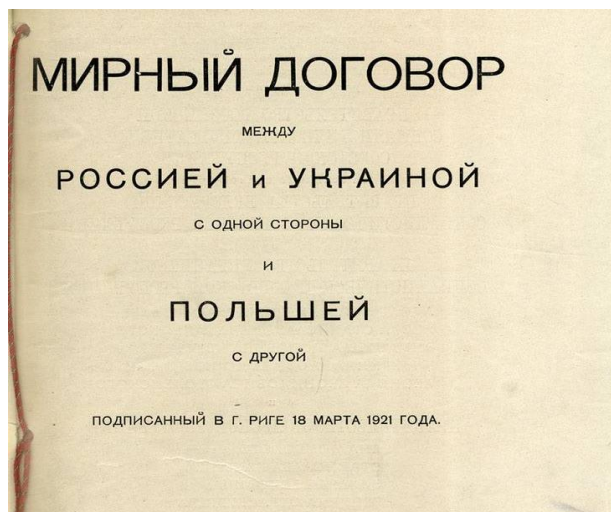 МИРНЫЙ ДОГОВОР
МЕЖДУ
РОССИЕЙ и УКРАИНОЙ
С ОДНОЙ СТОРОНЫ
И
ПОЛЬШЕЙ
С ДРУГОЙ
ПОДПИСАННЫЙ В Г. РИГЕ 18 МАРТА 1921 ГОДА.